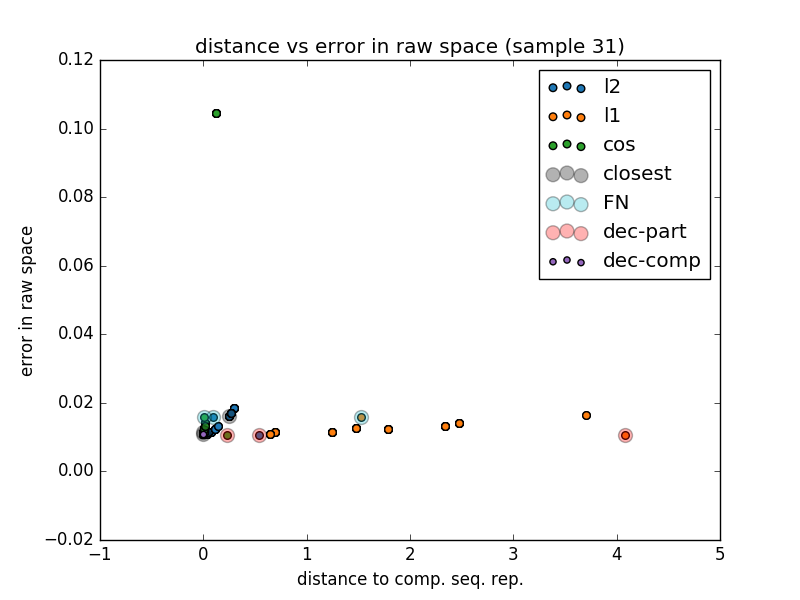 distance vs error in raw space (sample 31)
0.12
0.10
0.08
0.06
0.04
0.02
0.00
−0.02
error in raw space
l2
l1
cos
closest
FN
dec-part
dec-comp
−1 0 1 2 3 4 5
distance to comp. seq. rep.